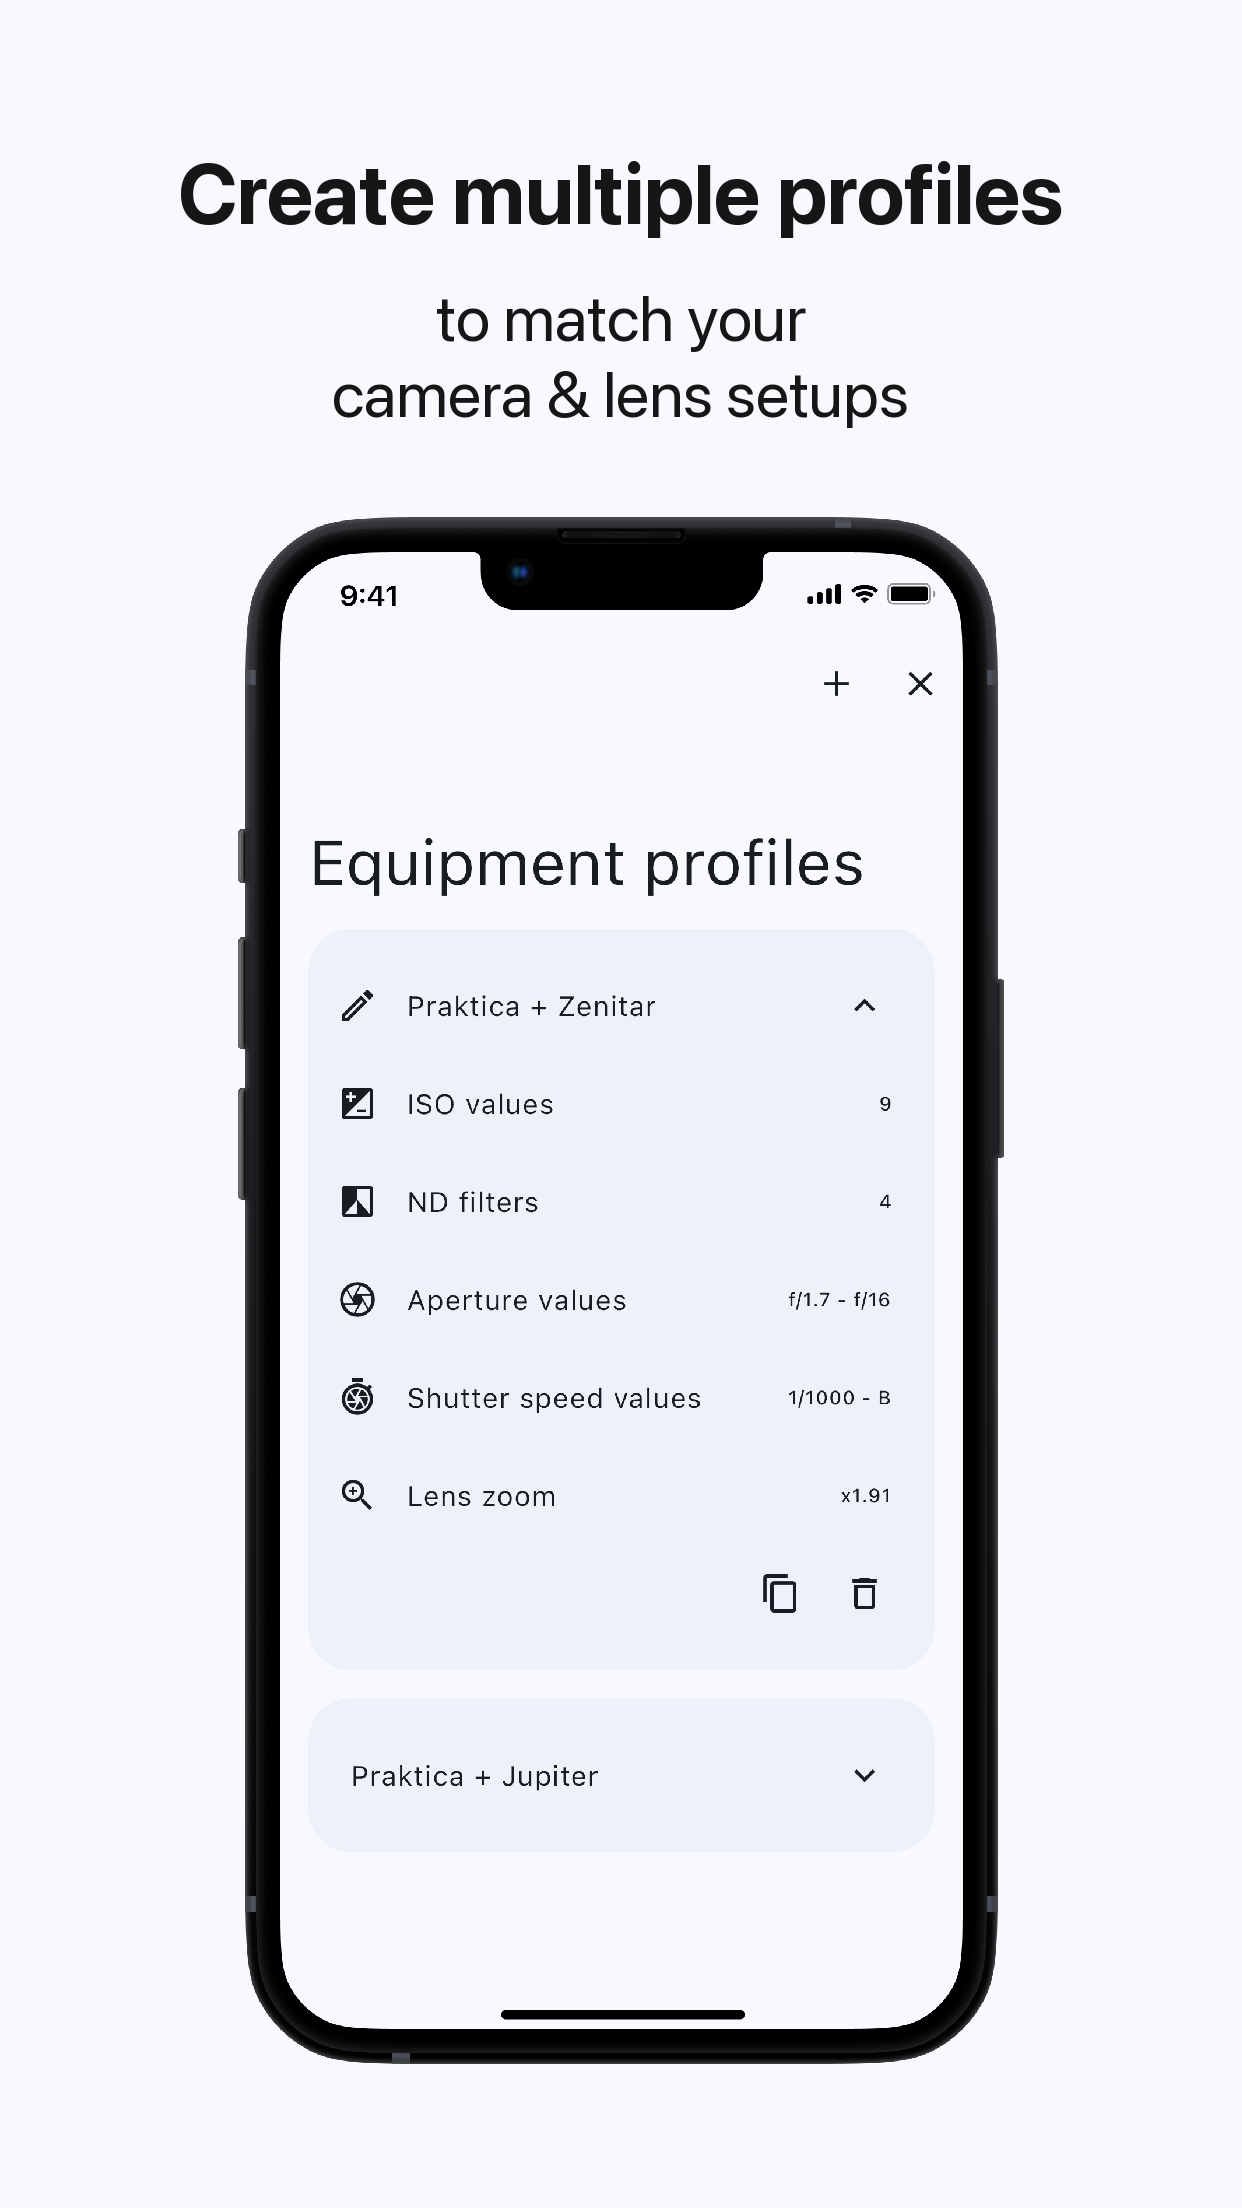 Create multiple profiles
to match your
camera & lens setups
9:41
Equipment profiles
Praktica + Zenitar
ISO values 9
ND filters 4
Aperture values f/1.7 - f/16
Shutter speed values 1/1000 - B
Lens zoom x1.91
Praktica + Jupiter